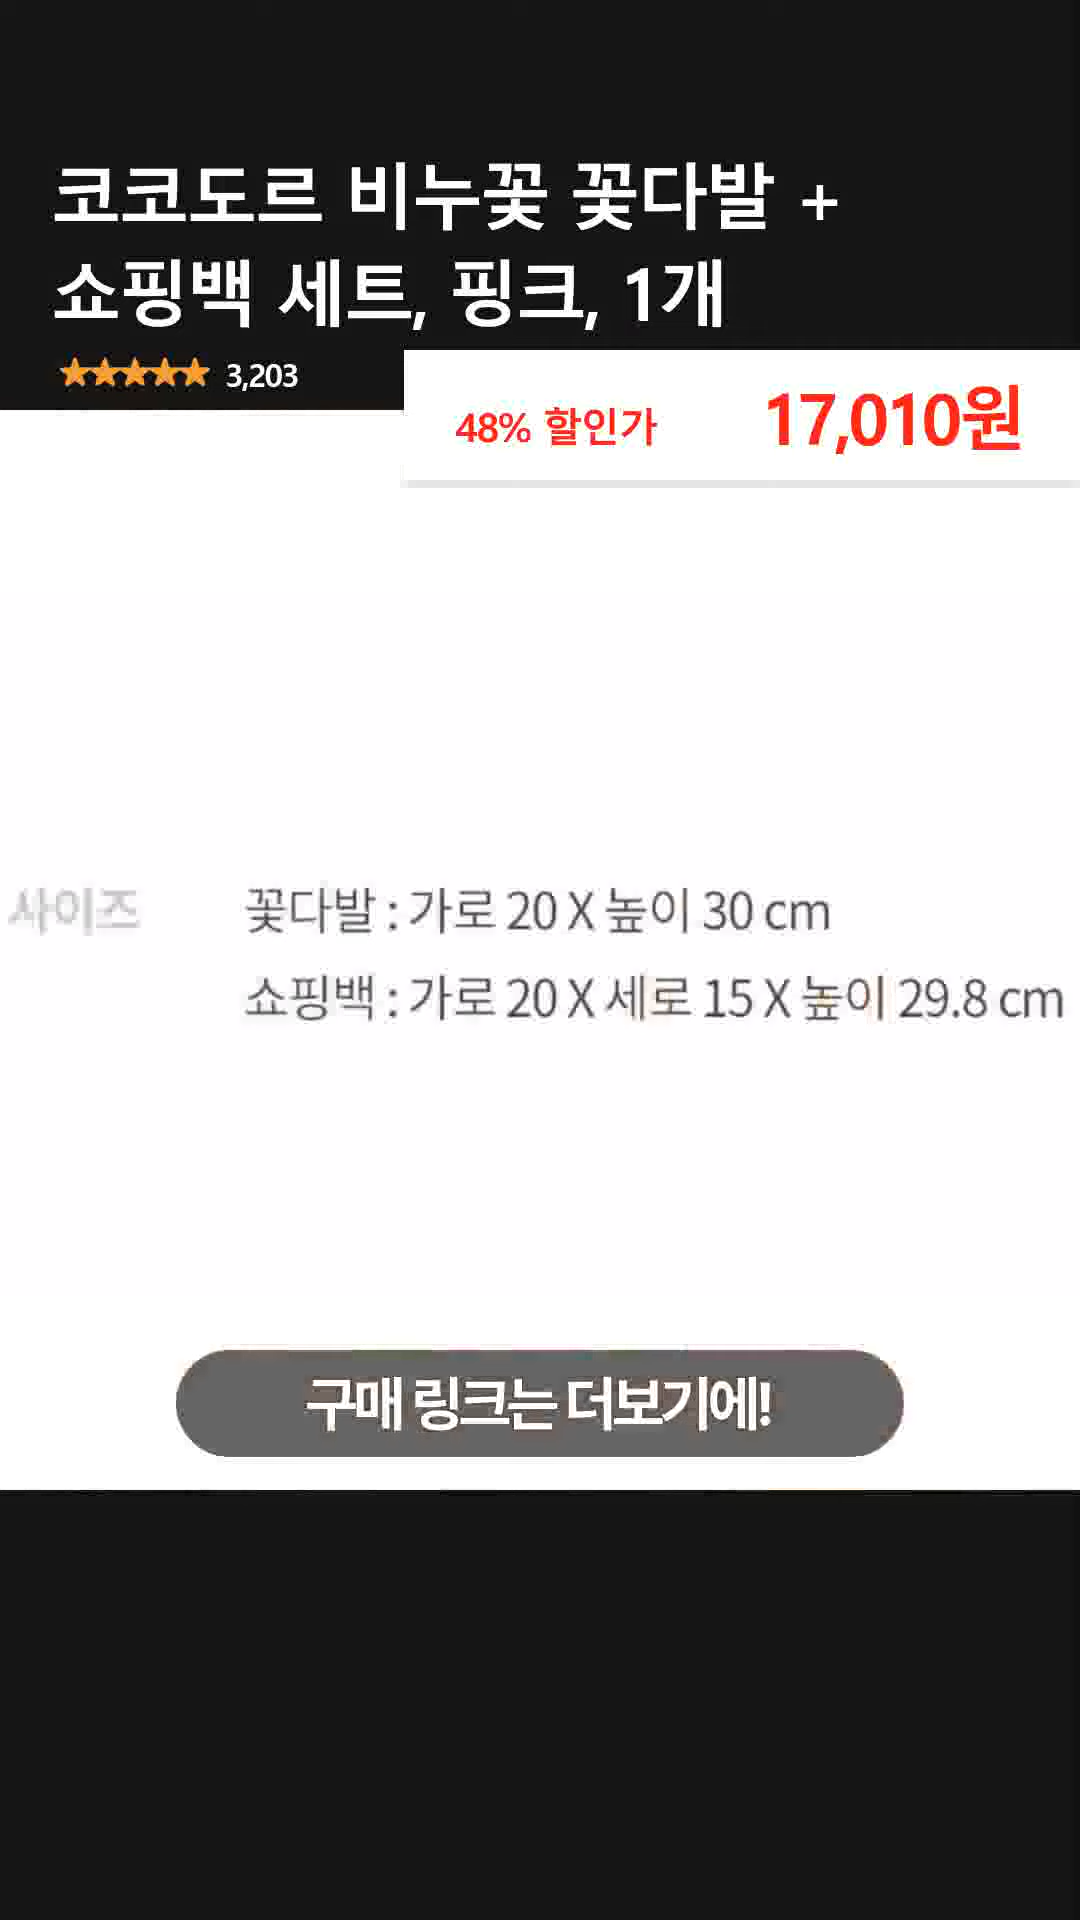 코코도르 비누꽃 꽃다발 +
쇼핑백 세트, 핑크, 1개
★★★★★ 3,203
48% 할인가 17,010원
사이즈 꽃다발 : 가로 20 X 높이 30 cm
쇼핑백 : 가로 20 X 세로 15 X 높이 29.8 cm
구매 링크는 더보기에!